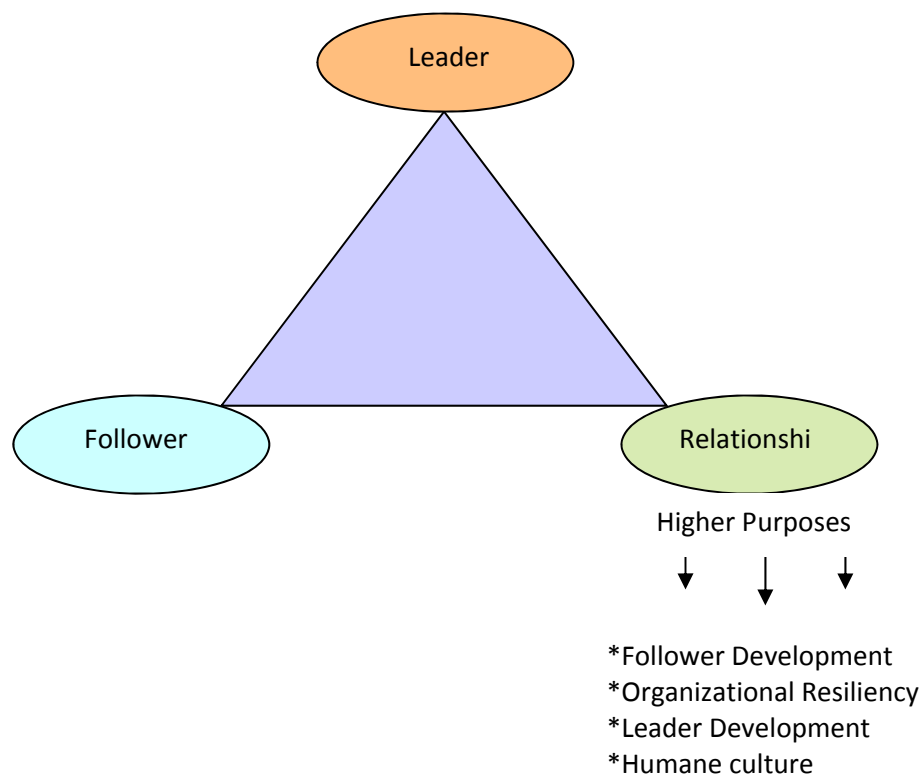 Leader
Follower
Relationshi
Higher Purposes
*Follower Development
*Organizational Resiliency
*Leader Development
*Humane culture